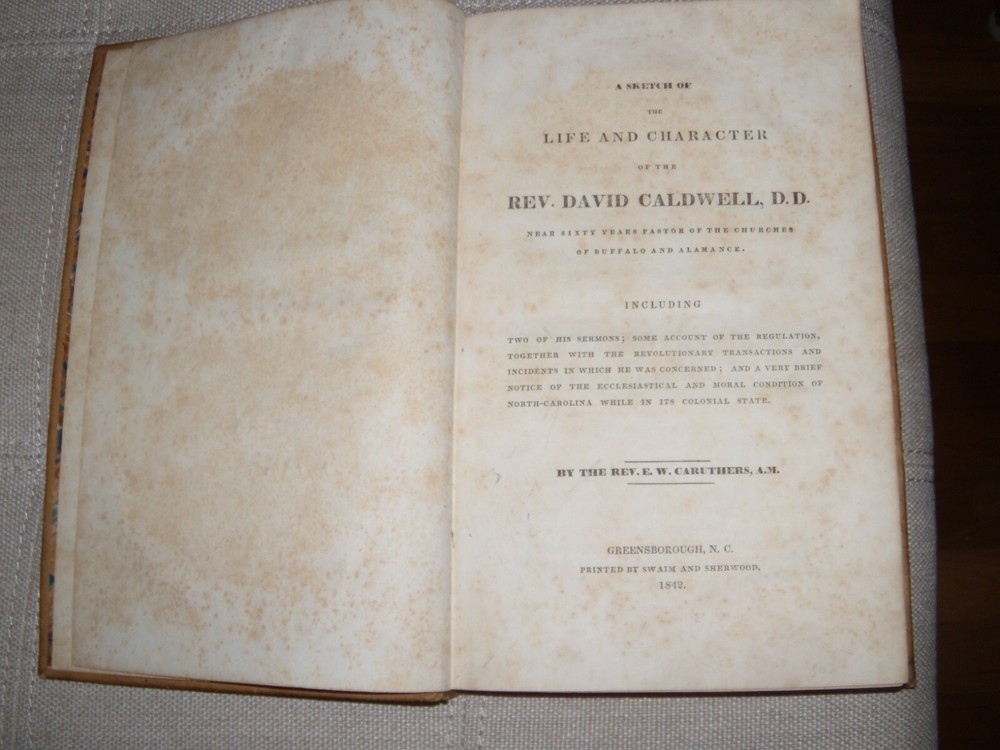 A SKETCH OF
THE
LIFE AND CHARACTER
OF THE
REV. DAVID CALDWELL, D.D.
NEAR SIXTY YEARS PASTOR OF THE CHURCHES
OF BUFFALO AND ALAMANCE.
INCLUDING
TWO OF HIS SERMONS; SOME ACCOUNT OF THE REGULATION,
TOGETHER WITH THE REVOLUTIONARY TRANSACTIONS AND
INCIDENTS IN WHICH HE WAS CONCERNED; AND A VERY BRIEF
NOTICE OF THE ECCLESIASTICAL AND MORAL CONDITION OF
NORTH-CAROLINA WHILE IN ITS COLONIAL STATE.
BY THE REV. E. W. CARUTHERS, A.M.
GREENSBOROUGH, N. C.
PRINTED BY SWAIM AND SHERWOOD,
1842.